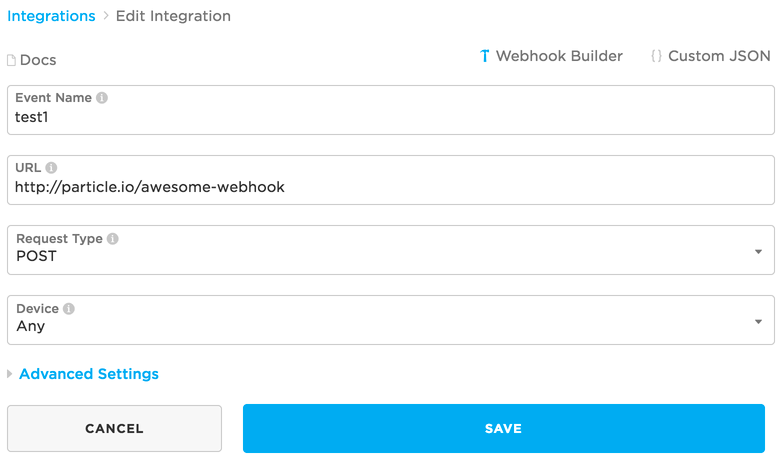 Integrations > Edit Integration
Docs
Webhook Builder
{ } Custom JSON
Event Name
test1
URL
http://particle.io/awesome-webhook
Request Type
POST
Device
Any
Advanced Settings
CANCEL
SAVE